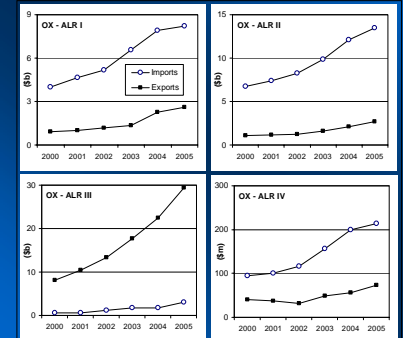 OX - ALR I
($b)
9
6
3
0
Imports
Exports
2000 2001 2002 2003 2004 2005
OX - ALR II
($b)
15
10
5
0
2000 2001 2002 2003 2004 2005
OX - ALR III
($b)
30
20
10
0
2000 2001 2002 2003 2004 2005
OX - ALR IV
($m)
300
200
100
0
2000 2001 2002 2003 2004 2005